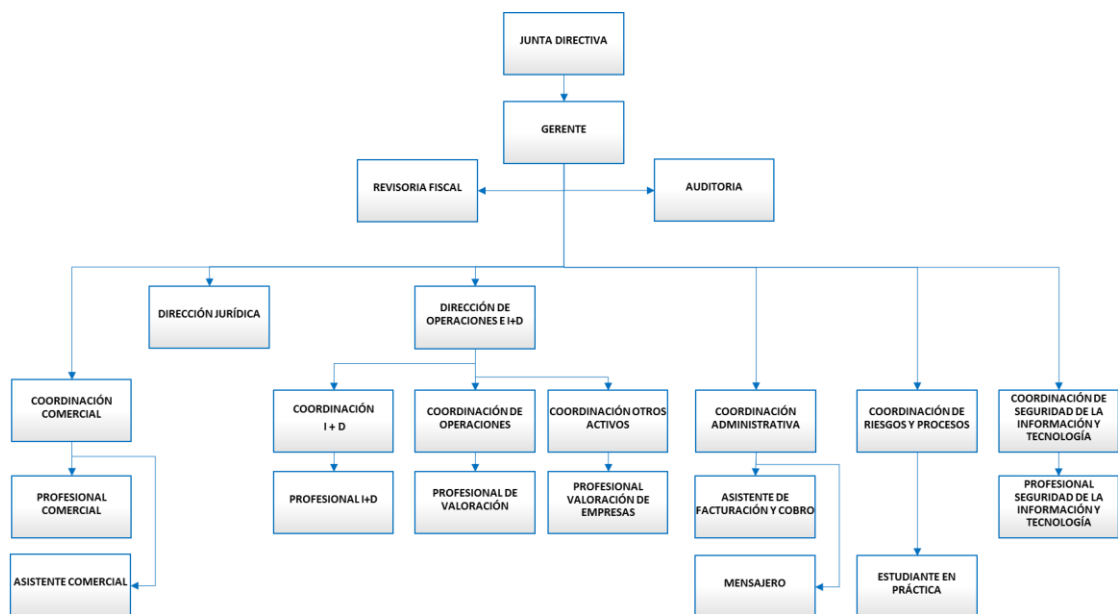 JUNTA DIRECTIVA
GERENTE
REVISORIA FISCAL
AUDITORIA
DIRECCIÓN JURÍDICA
DIRECCIÓN DE
OPERACIONES E I+D
COORDINACIÓN
COMERCIAL
COORDINACIÓN
I + D
COORDINACIÓN DE
OPERACIONES
COORDINACIÓN OTROS
ACTIVOS
COORDINACIÓN
ADMINISTRATIVA
COORDINACIÓN DE
RIESGOS Y PROCESOS
COORDINACIÓN DE
SEGURIDAD DE LA
INFORMACIÓN Y
TECNOLOGÍA
PROFESIONAL
COMERCIAL
PROFESIONAL I+D
PROFESIONAL DE
VALORACIÓN
PROFESIONAL
VALORACIÓN DE
EMPRESAS
ASISTENTE DE
FACTURACIÓN Y COBRO
PROFESIONAL
SEGURIDAD DE LA
INFORMACIÓN Y
TECNOLOGÍA
ASISTENTE COMERCIAL
MENSAJERO
ESTUDIANTE EN
PRÁCTICA